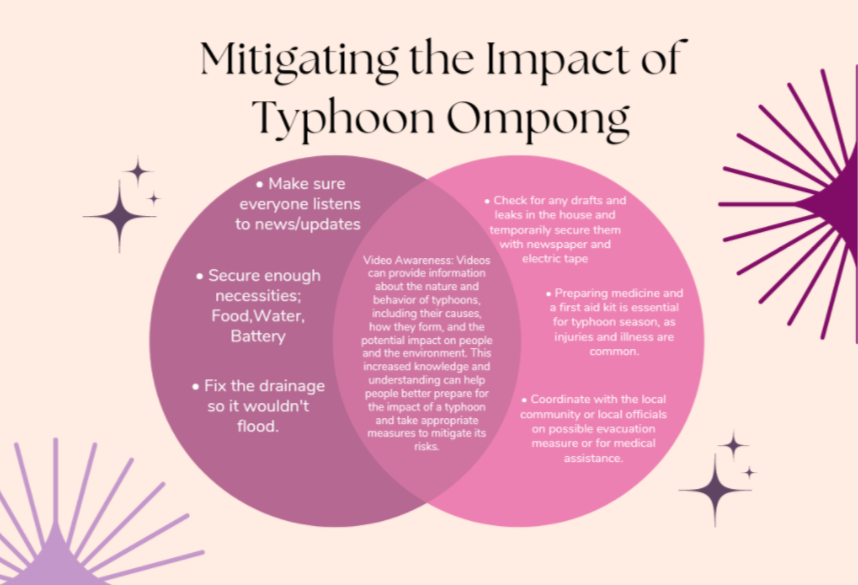 Mitigating the Impact of
Typhoon Ompong
• Make sure
everyone listens
to news/updates
• Secure enough
necessities;
Food,Water,
Battery
• Fix the drainage
so it wouldn't
flood.
Video Awareness: Videos
can provide information
about the nature and
behavior of typhoons,
including their causes,
how they form, and the
potential impact on people
and the environment. This
increased knowledge and
understanding can help
people better prepare for
the impact of a typhoon
and take appropriate
measures to mitigate its
risks.
• Check for any drafts and
leaks in the house and
temporarily secure them
with newspaper and
electric tape
• Preparing medicine and
a first aid kit is essential
for typhoon season, as
injuries and illness are
common.
• Coordinate with the local
community or local officials
on possible evacuation
measure or for medical
assistance.